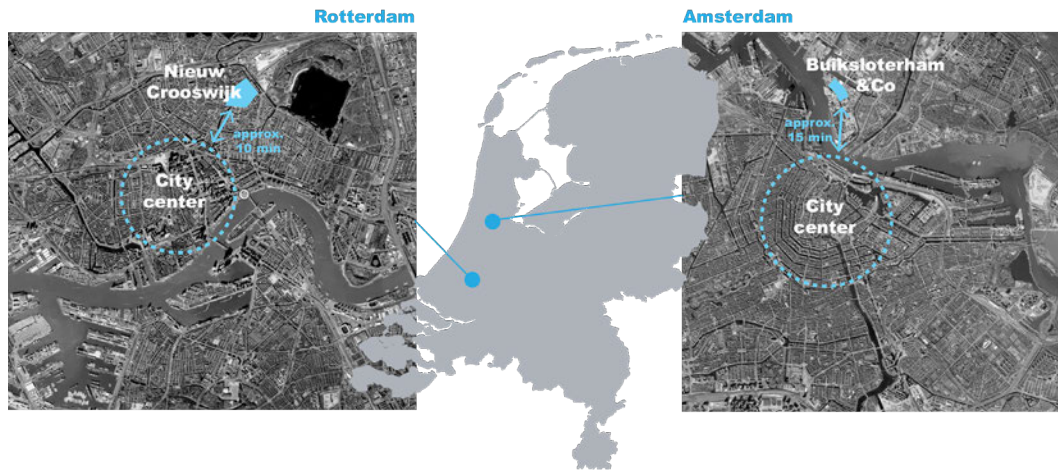 Rotterdam
Amsterdam
Nieuw
Crooswijk
approx.
10 min
City
center
Buiksloterham
&Co
approx.
15 min
City
center